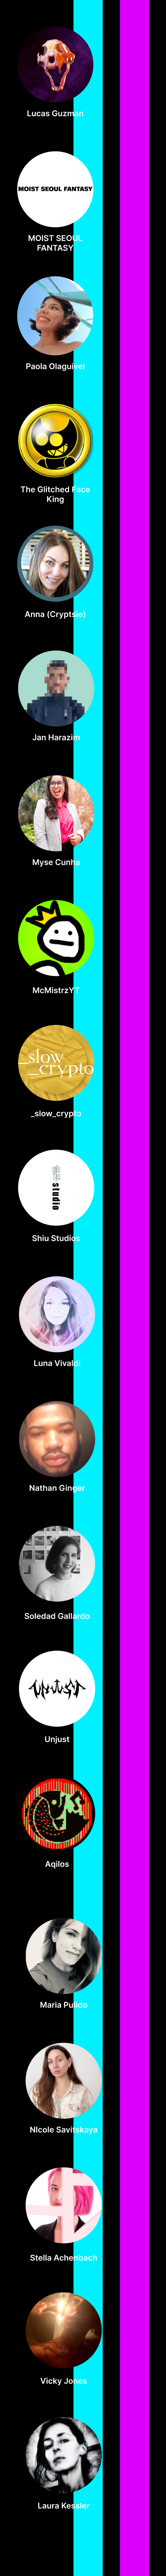 Lucas Guzman
MOIST SEOUL FANTASY
MOIST SEOUL
FANTASY
Paola Olaguivel
The Glitched Face
King
Anna (Cryptsie)
Jan Harazim
Myse Cunha
McMistrzYT
_slow
_crypto
_slow_crypto
studio
Shiu Studios
Luna Vivaldi
Nathan Ginger
Soledad Gallardo
Unjust
Aqilos
Maria Pulido
NIcole Savitskaya
Stella Achenbach
Vicky Jones
Laura Kessler